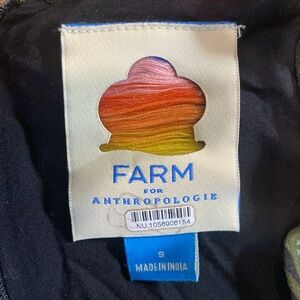 FARM
FOR
ANTHROPOLOGIE
NU.1056906154
S
MADE IN INDIA